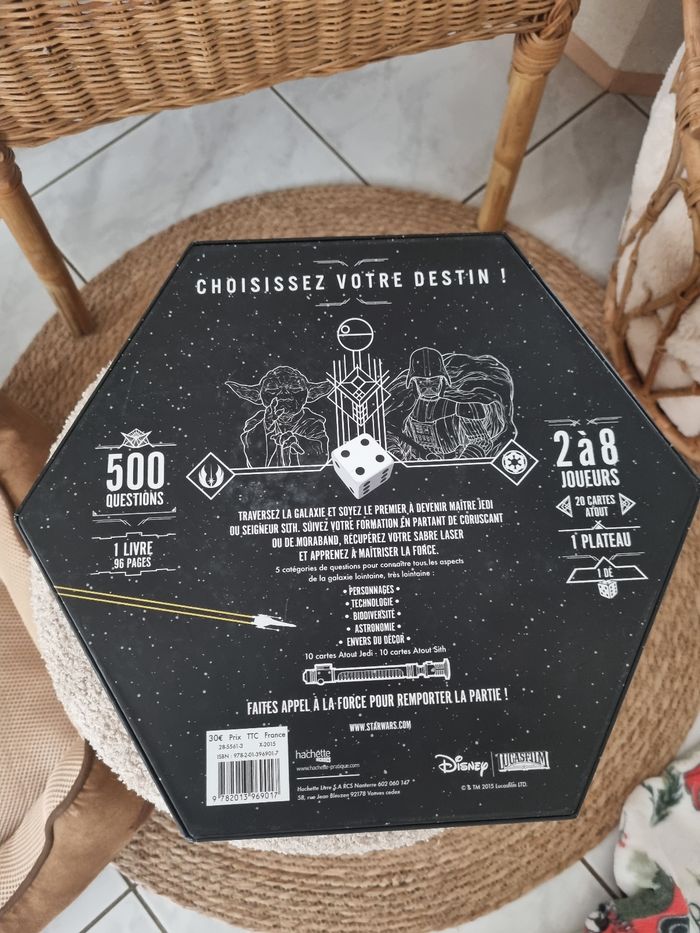 CHOISISSEZ VOTRE DESTIN !
500
QUESTIONS
1 LIVRE
96 PAGES
2 à 8
JOUEURS
20 CARTES
ATOUT
1 PLATEAU
1 DÉ
TRAVERSEZ LA GALAXIE ET SOYEZ LE PREMIER À DEVENIR MAÎTRE JEDI
OU SEIGNEUR SITH. SUIVEZ VOTRE FORMATION EN PARTANT DE CORUSCANT
OU DE MORABAND, RÉCUPÉREZ VOTRE SABRE LASER
ET APPRENEZ À MAÎTRISER LA FORCE.
5 catégories de questions pour connaître tous les aspects
de la galaxie lointaine, très lointaine :
• PERSONNAGES •
• TECHNOLOGIE •
• BIODIVERSITÉ •
• ASTRONOMIE •
• ENVERS DU DÉCOR •
10 cartes Atout Jedi - 10 cartes Atout Sith
FAITES APPEL À LA FORCE POUR REMPORTER LA PARTIE !
WWW.STARWARS.COM
30€ Prix TTC France
28-5561-3 X-2015
ISBN : 978-2-01-396901-7
9 782013 969017
hachette
www.hachette-pratique.com
Hachette Livre S.A RCS Nanterre 602 060 147
58, rue Jean Bleuzen 92178 Vanves cedex
Disney
LUCASFILM
© & TM 2015 Lucasfilm LTD.